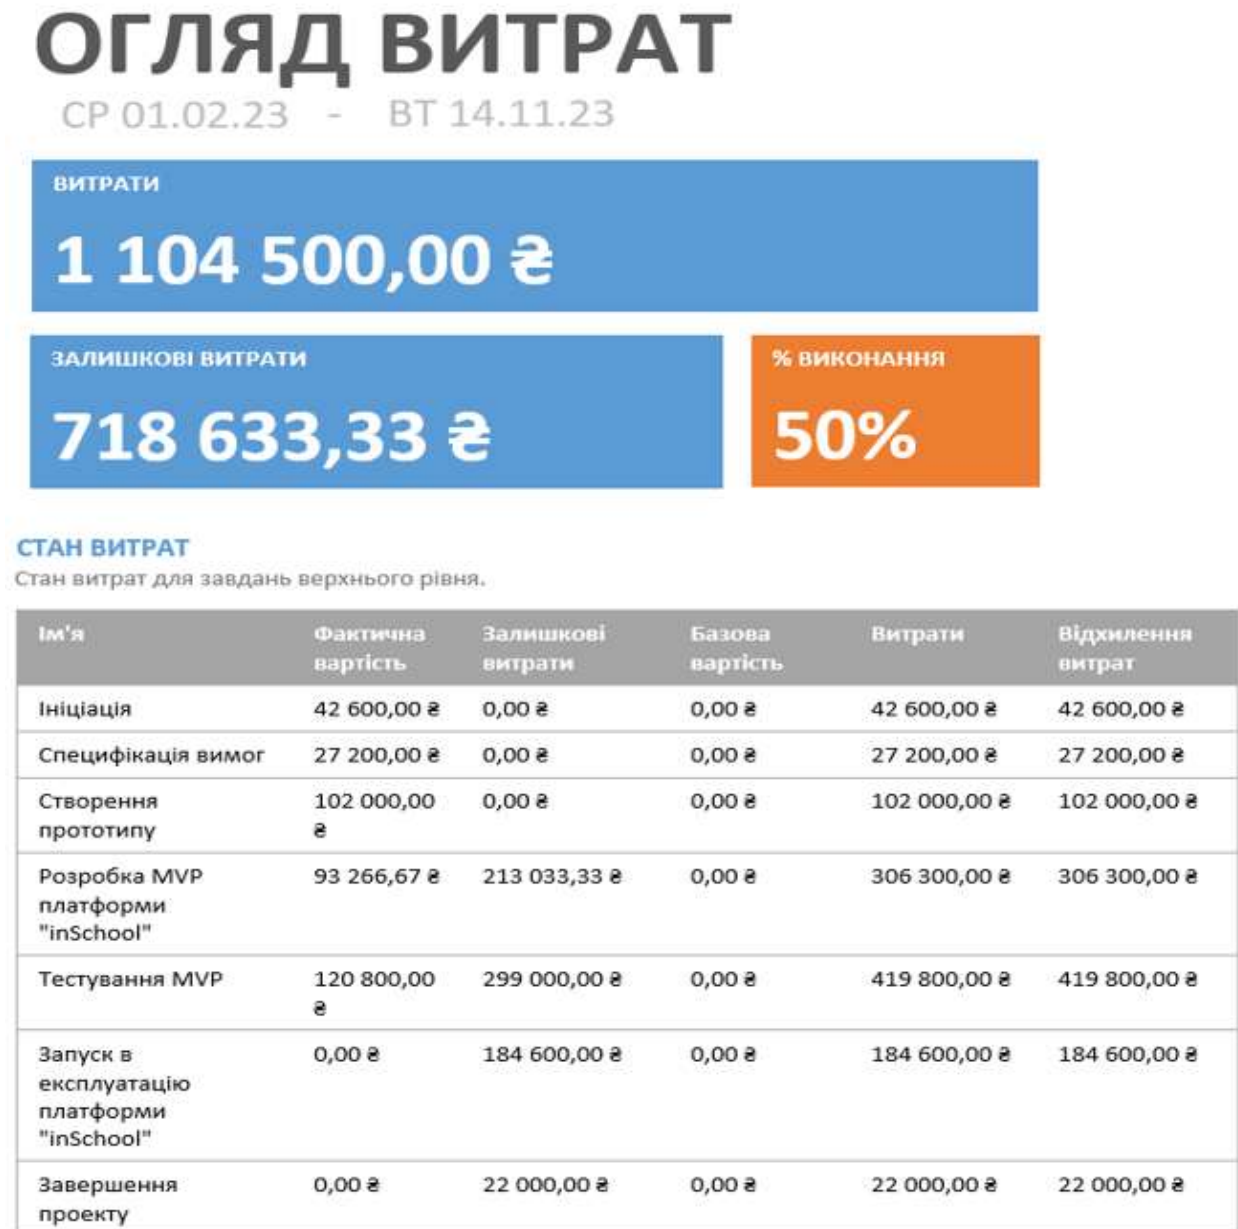 ОГЛЯД ВИТРАТ
СР 01.02.23 - ВТ 14.11.23
ВИТРАТИ
1 104 500,00 ₴
ЗАЛИШКОВІ ВИТРАТИ
718 633,33 ₴
% ВИКОНАННЯ
50%
СТАН ВИТРАТ
Стан витрат для завдань верхнього рівня.
Ім'я Фактична вартість Залишкові витрати Базова вартість Витрати Відхилення витрат
Ініціація 42 600,00 ₴ 0,00 ₴ 0,00 ₴ 42 600,00 ₴ 42 600,00 ₴
Специфікація вимог 27 200,00 ₴ 0,00 ₴ 0,00 ₴ 27 200,00 ₴ 27 200,00 ₴
Створення прототипу 102 000,00 ₴ 0,00 ₴ 0,00 ₴ 102 000,00 ₴ 102 000,00 ₴
Розробка MVP платформи "inSchool" 93 266,67 ₴ 213 033,33 ₴ 0,00 ₴ 306 300,00 ₴ 306 300,00 ₴
Тестування MVP 120 800,00 ₴ 299 000,00 ₴ 0,00 ₴ 419 800,00 ₴ 419 800,00 ₴
Запуск в експлуатацію платформи "inSchool" 0,00 ₴ 184 600,00 ₴ 0,00 ₴ 184 600,00 ₴ 184 600,00 ₴
Завершення проекту 0,00 ₴ 22 000,00 ₴ 0,00 ₴ 22 000,00 ₴ 22 000,00 ₴